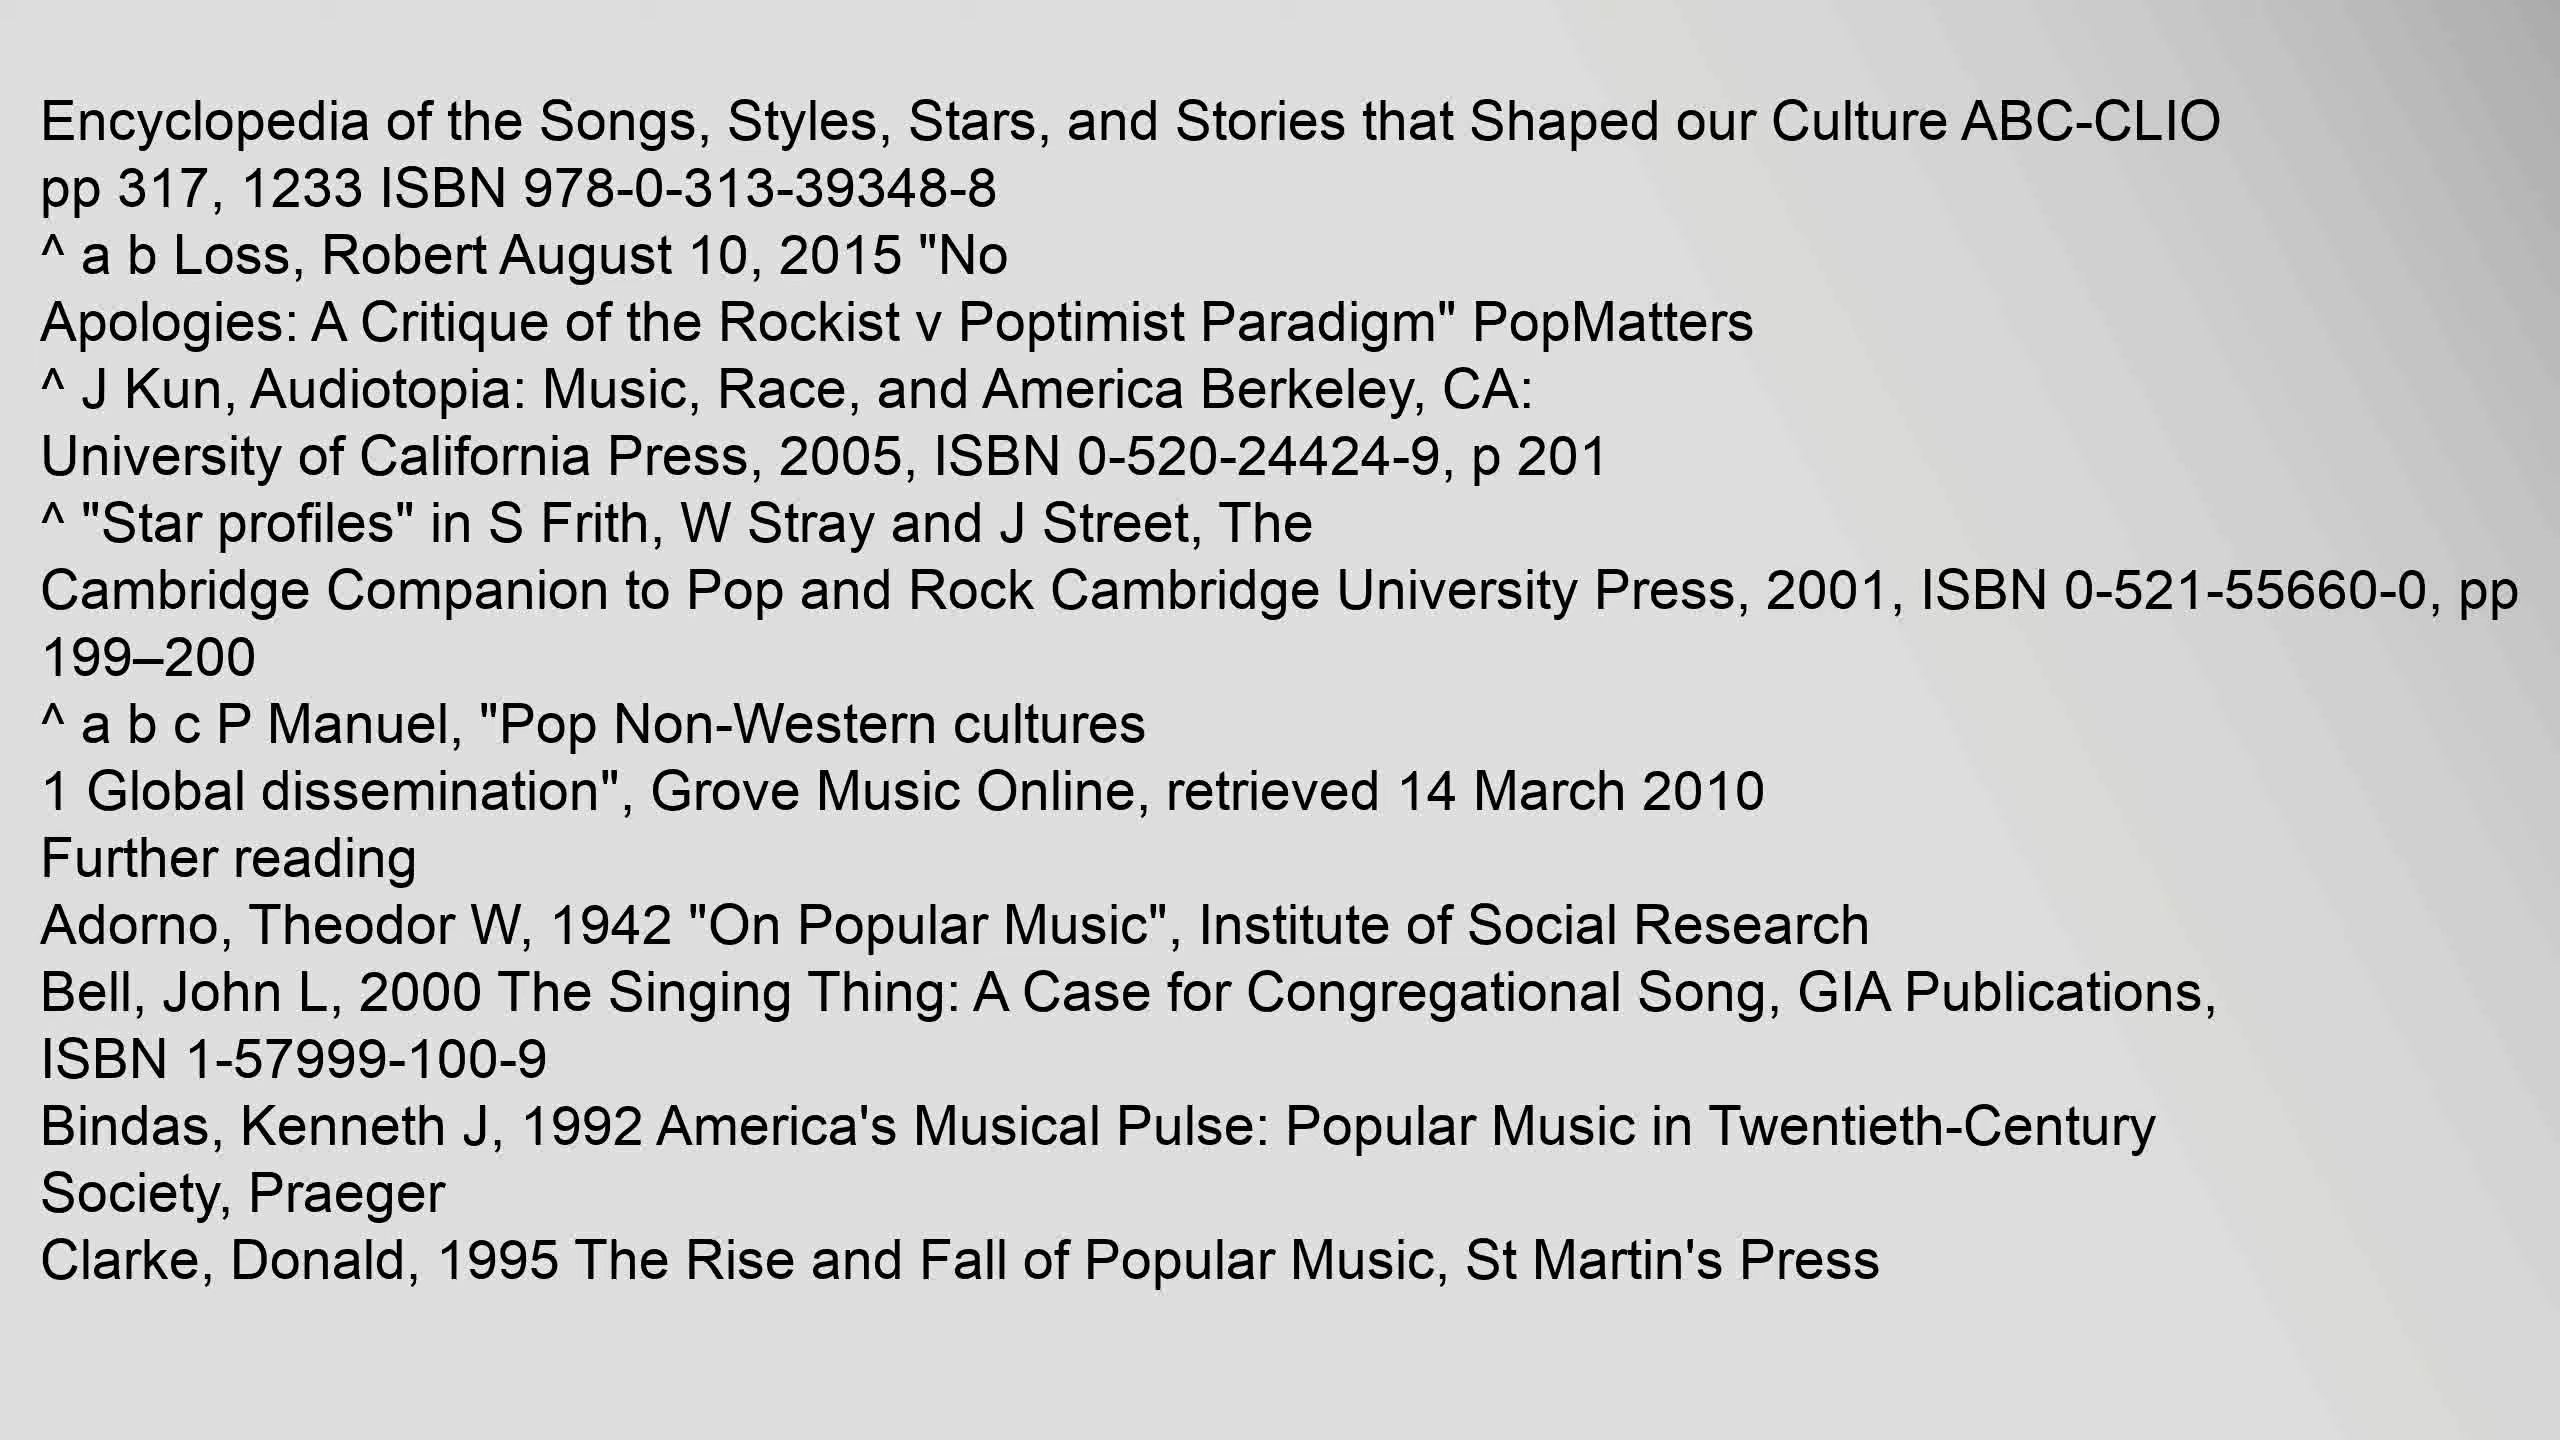 Encyclopedia of the Songs, Styles, Stars, and Stories that Shaped our Culture ABC-CLIO
pp 317, 1233 ISBN 978-0-313-39348-8
^ a b Loss, Robert August 10, 2015 "No
Apologies: A Critique of the Rockist v Poptimist Paradigm" PopMatters
^ J Kun, Audiotopia: Music, Race, and America Berkeley, CA:
University of California Press, 2005, ISBN 0-520-24424-9, p 201
^ "Star profiles" in S Frith, W Stray and J Street, The
Cambridge Companion to Pop and Rock Cambridge University Press, 2001, ISBN 0-521-55660-0, pp
199–200
^ a b c P Manuel, "Pop Non-Western cultures
1 Global dissemination", Grove Music Online, retrieved 14 March 2010
Further reading
Adorno, Theodor W, 1942 "On Popular Music", Institute of Social Research
Bell, John L, 2000 The Singing Thing: A Case for Congregational Song, GIA Publications,
ISBN 1-57999-100-9
Bindas, Kenneth J, 1992 America's Musical Pulse: Popular Music in Twentieth-Century
Society, Praeger
Clarke, Donald, 1995 The Rise and Fall of Popular Music, St Martin's Press